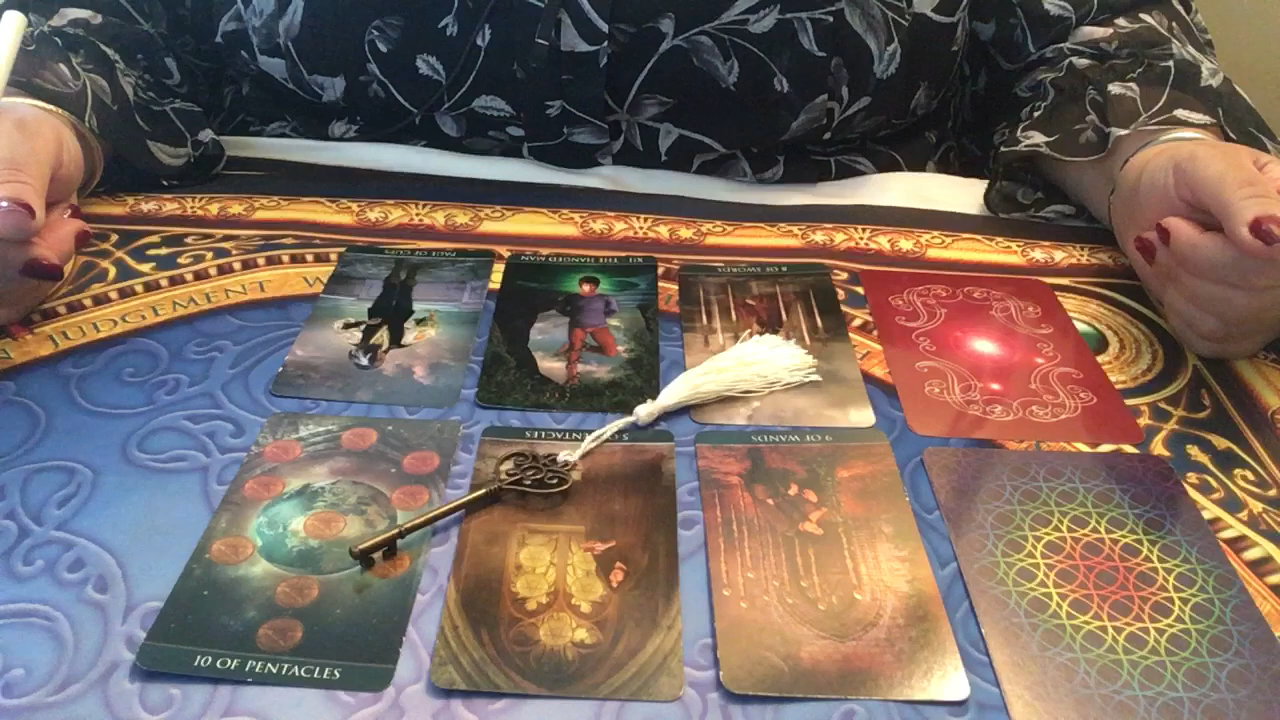 N JUDGEMENT W
PAGE OF CUPS
XII • THE HANGED MAN
8 OF SWORDS
5 OF PENTACLES
9 OF WANDS
10 OF PENTACLES